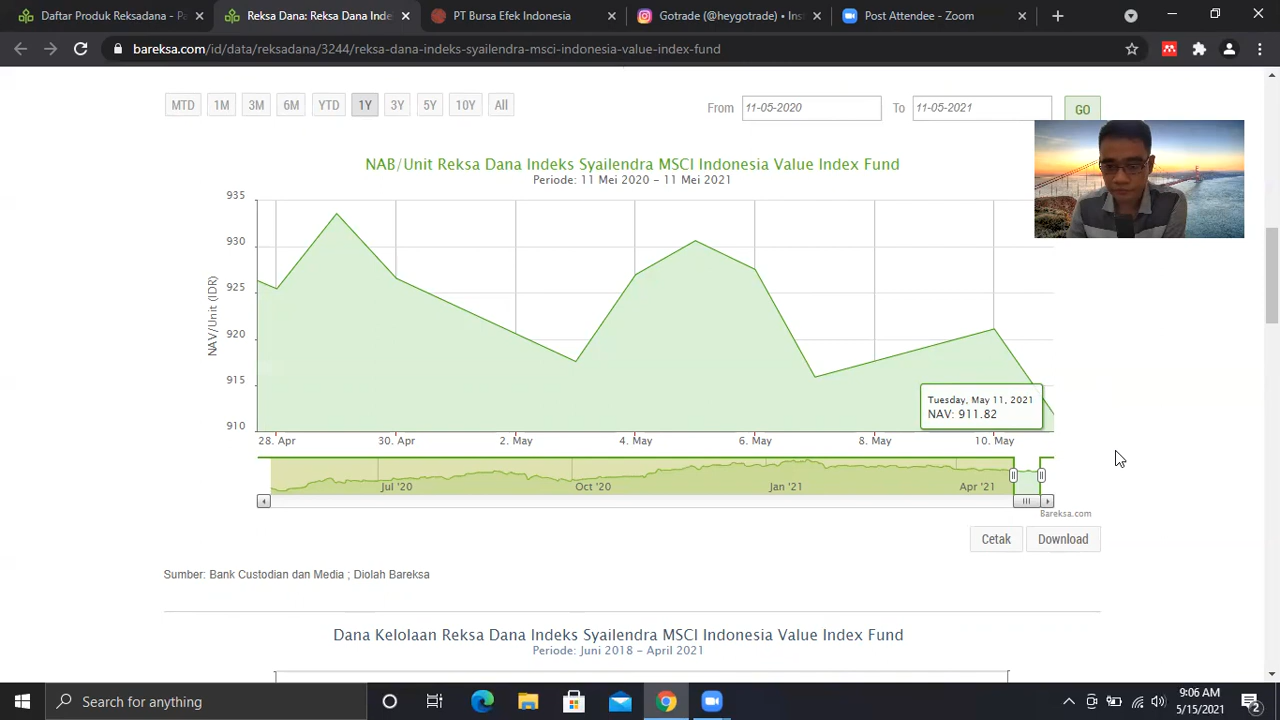 Daftar Produk Reksadana - Pa
Reksa Dana: Reksa Dana Inde
PT Bursa Efek Indonesia
Gotrade (@heygotrade) • Inst
Post Attendee - Zoom
bareksa.com/id/data/reksadana/3244/reksa-dana-indeks-syailendra-msci-indonesia-value-index-fund
MTD 1M 3M 6M YTD 1Y 3Y 5Y 10Y All
From 11-05-2020 To 11-05-2021 GO
NAB/Unit Reksa Dana Indeks Syailendra MSCI Indonesia Value Index Fund
Periode: 11 Mei 2020 - 11 Mei 2021
NAV/Unit (IDR)
935
930
925
920
915
910
Tuesday, May 11, 2021
NAV: 911.82
28. Apr 30. Apr 2. May 4. May 6. May 8. May 10. May
Jul '20 Oct '20 Jan '21 Apr '21
Bareksa.com
Cetak Download
Sumber: Bank Custodian dan Media ; Diolah Bareksa
Dana Kelolaan Reksa Dana Indeks Syailendra MSCI Indonesia Value Index Fund
Periode: Juni 2018 - April 2021
Search for anything
9:06 AM
5/15/2021
2